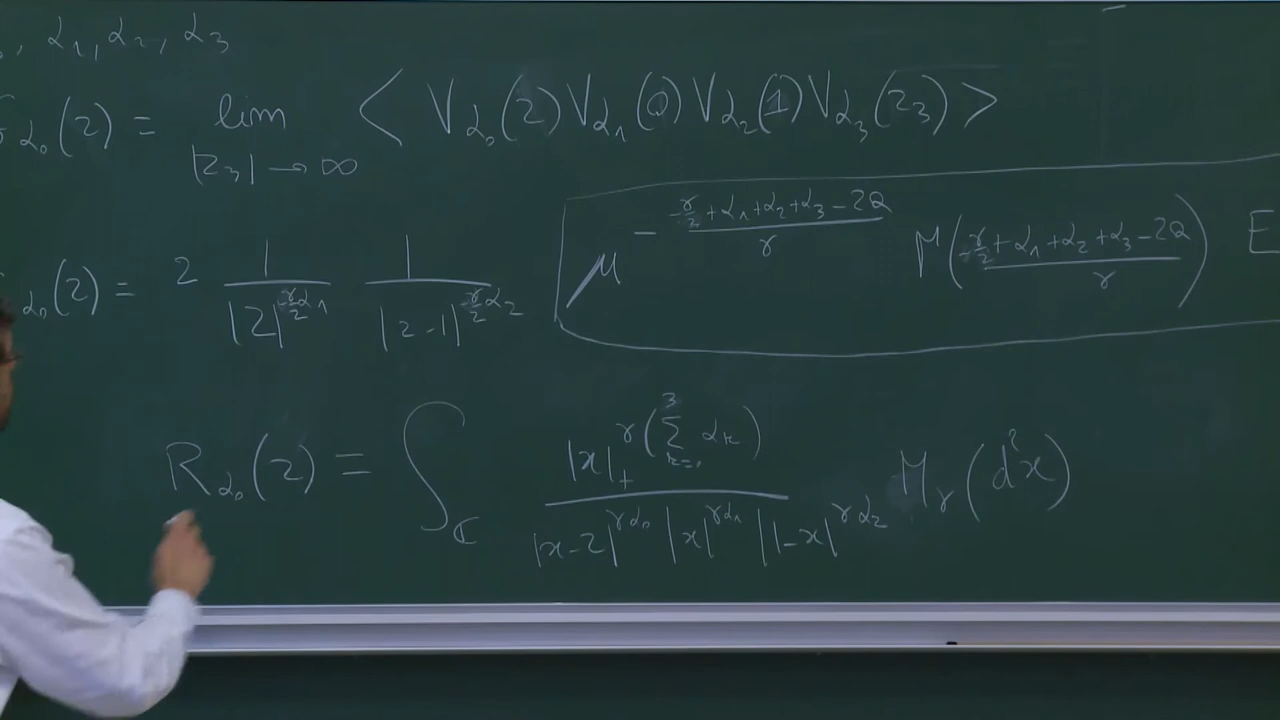 , α₁, α₂, α₃
α₀(z) = lim_{|z₃| → ∞} < V_{α₀}(z) V_{α₁}(0) V_{α₂}(1) V_{α₃}(z₃) >
α₀(z) = 2 1/|z|^{-γ/2 α₁} 1/|z-1|^{-γ/2 α₂} μ^{- (-γ/2 + α₁ + α₂ + α₃ - 2Q)/γ} Γ((-γ/2 + α₁ + α₂ + α₃ - 2Q)/γ) E
R_{α₀}(z) = ∫_ℂ |x|₊^{γ(Σ_{k=0}^{3} α_k)} / (|x-z|^{γα₀} |x|^{γα₁} |1-x|^{γα₂}) M_γ(d²x)